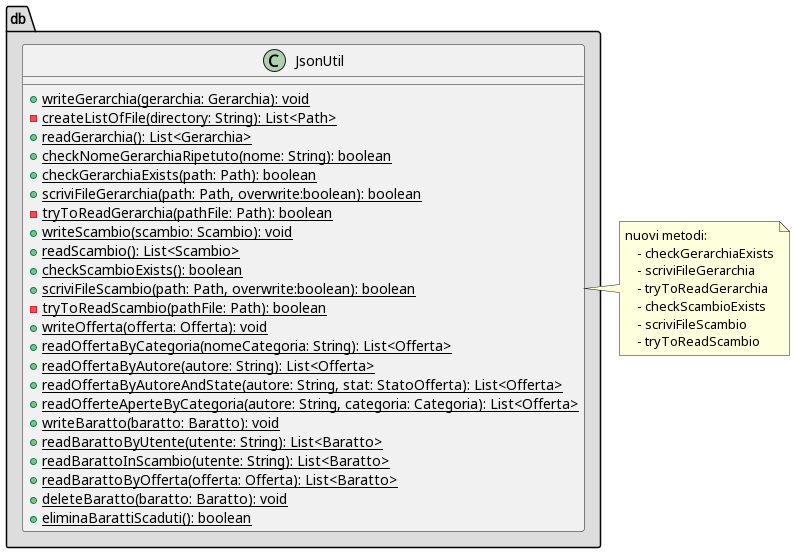 db
JsonUtil
writeGerarchia(gerarchia: Gerarchia): void
createListOfFile(directory: String): List<Path>
readGerarchia(): List<Gerarchia>
checkNomeGerarchiaRipetuto(nome: String): boolean
checkGerarchiaExists(path: Path): boolean
scriviFileGerarchia(path: Path, overwrite:boolean): boolean
tryToReadGerarchia(pathFile: Path): boolean
writeScambio(scambio: Scambio): void
readScambio(): List<Scambio>
checkScambioExists(): boolean
scriviFileScambio(path: Path, overwrite:boolean): boolean
tryToReadScambio(pathFile: Path): boolean
writeOfferta(offerta: Offerta): void
readOffertaByCategoria(nomeCategoria: String): List<Offerta>
readOffertaByAutore(autore: String): List<Offerta>
readOffertaByAutoreAndState(autore: String, stat: StatoOfferta): List<Offerta>
readOfferteAperteByCategoria(autore: String, categoria: Categoria): List<Offerta>
writeBaratto(baratto: Baratto): void
readBarattoByUtente(utente: String): List<Baratto>
readBarattoInScambio(utente: String): List<Baratto>
readBarattoByOfferta(offerta: Offerta): List<Baratto>
deleteBaratto(baratto: Baratto): void
eliminaBarattiScaduti(): boolean
nuovi metodi:
- checkGerarchiaExists
- scriviFileGerarchia
- tryToReadGerarchia
- checkScambioExists
- scriviFileScambio
- tryToReadScambio